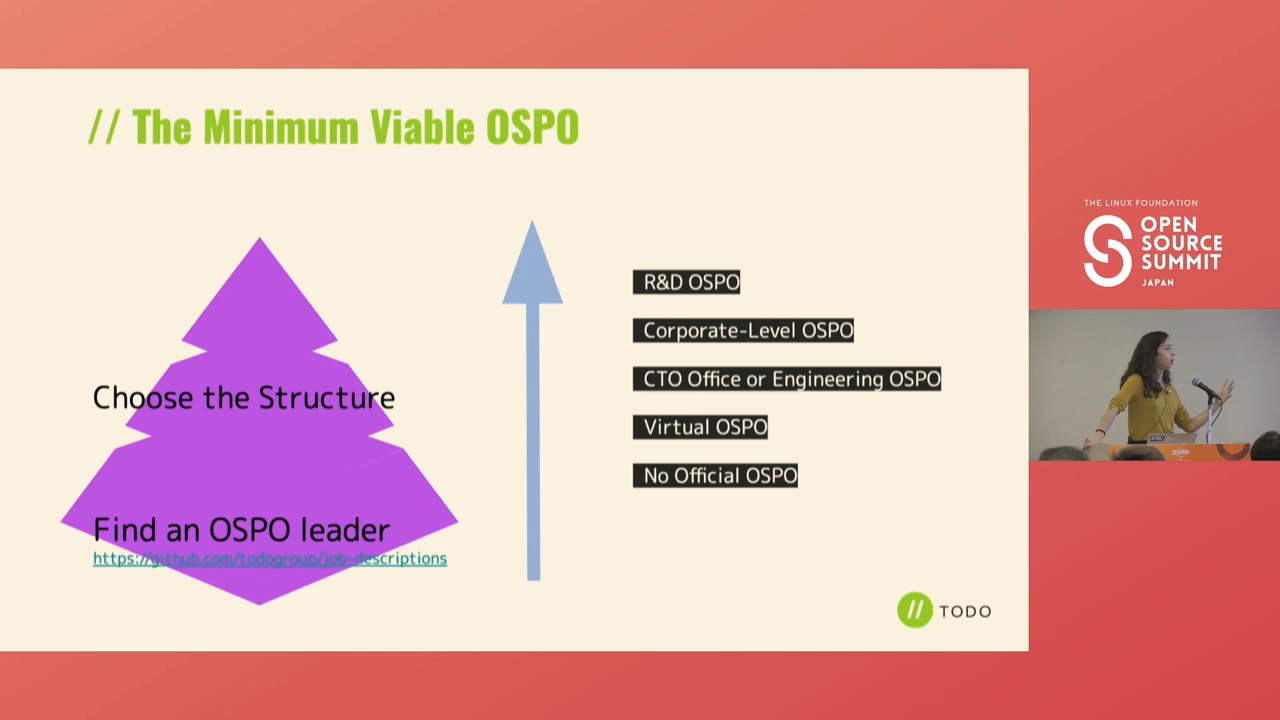 // The Minimum Viable OSPO
Choose the Structure
Find an OSPO leader
https://github.com/todogroup/job-descriptions
R&D OSPO
Corporate-Level OSPO
CTO Office or Engineering OSPO
Virtual OSPO
No Official OSPO
// TODO
THE LINUX FOUNDATION
OPEN
SOURCE
SUMMIT
JAPAN
OSPO